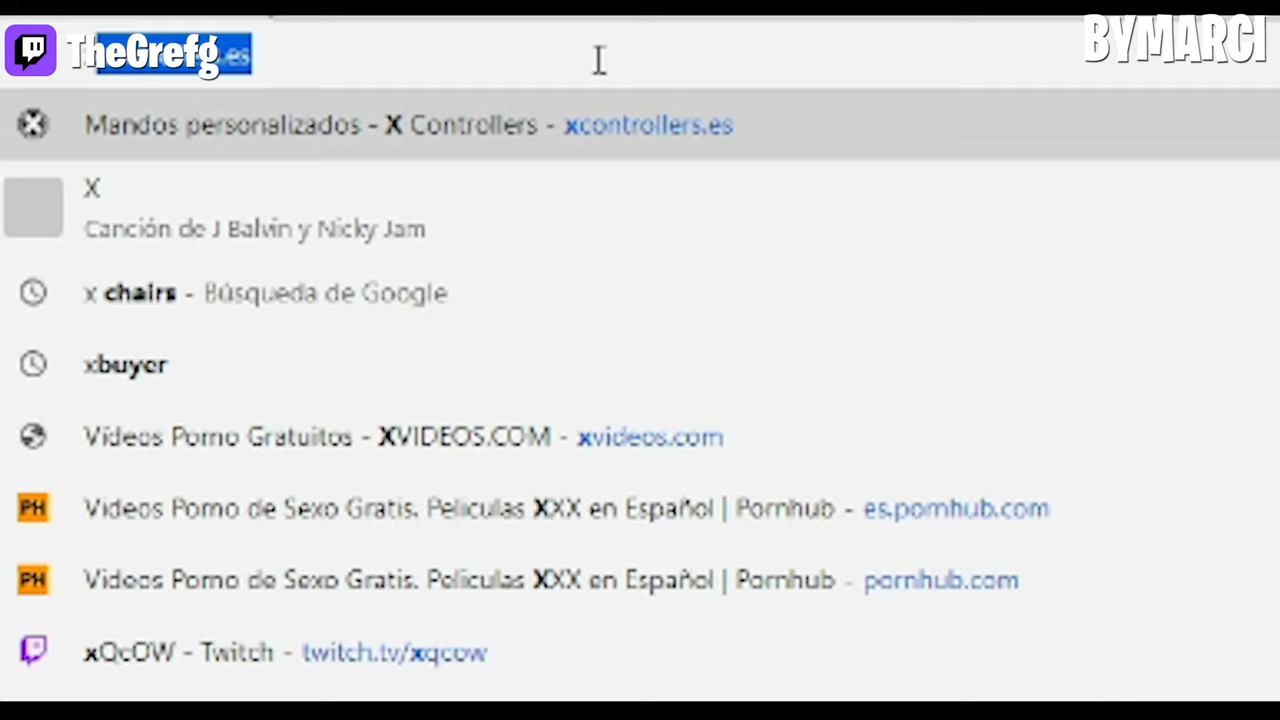 TheGrefg
.es
BYMARCI
Mandos personalizados - X Controllers - xcontrollers.es
X
Canción de J Balvin y Nicky Jam
x chairs - Búsqueda de Google
xbuyer
Vídeos Porno Gratuitos - XVIDEOS.COM - xvideos.com
PH Videos Porno de Sexo Gratis. Peliculas XXX en Español | Pornhub - es.pornhub.com
PH Videos Porno de Sexo Gratis. Peliculas XXX en Español | Pornhub - pornhub.com
xQcOW - Twitch - twitch.tv/xqcow